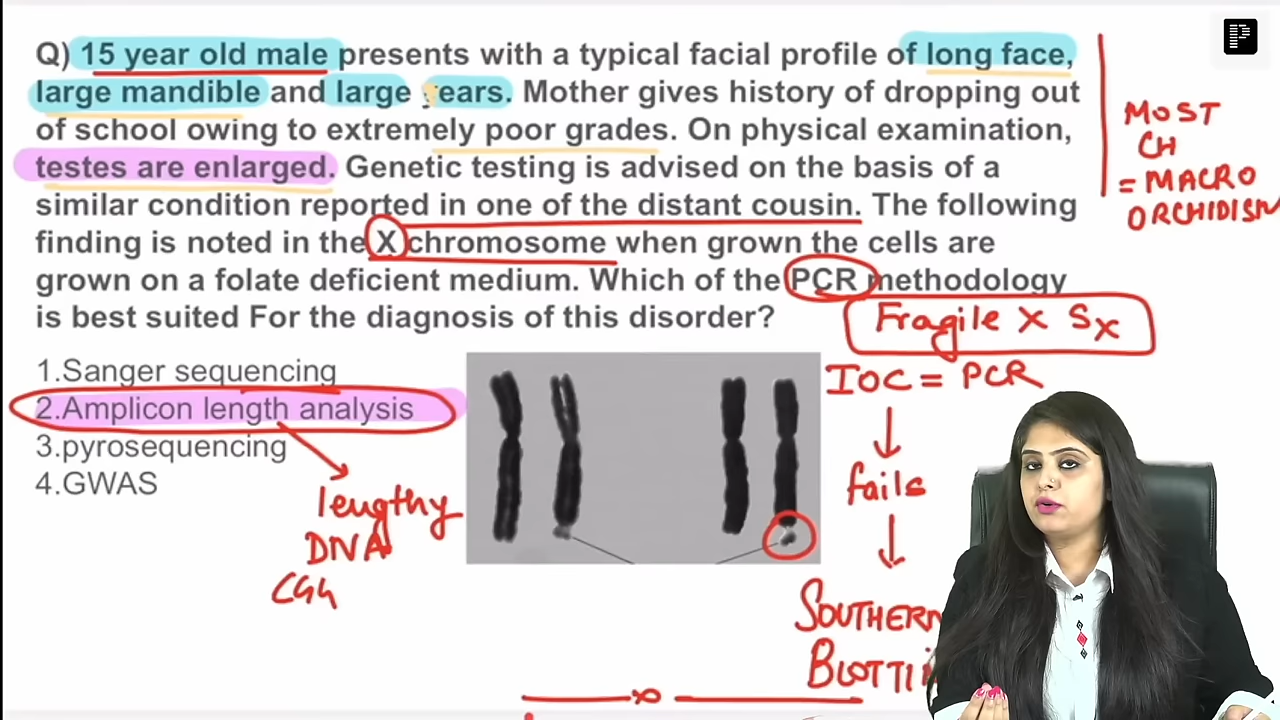 Q) 15 year old male presents with a typical facial profile of long face,
large mandible and large years. Mother gives history of dropping out
of school owing to extremely poor grades. On physical examination,
testes are enlarged. Genetic testing is advised on the basis of a
similar condition reported in one of the distant cousin. The following
finding is noted in the X chromosome when grown the cells are
grown on a folate deficient medium. Which of the PCR methodology
is best suited For the diagnosis of this disorder?
1.Sanger sequencing
2.Amplicon length analysis
3.pyrosequencing
4.GWAS
lengthy
DNA
CGG
MOST
CH
= MACRO
ORCHIDISM
Fragile X Sx
IOC = PCR
fails
SOUTHERN
BLOTTI
P